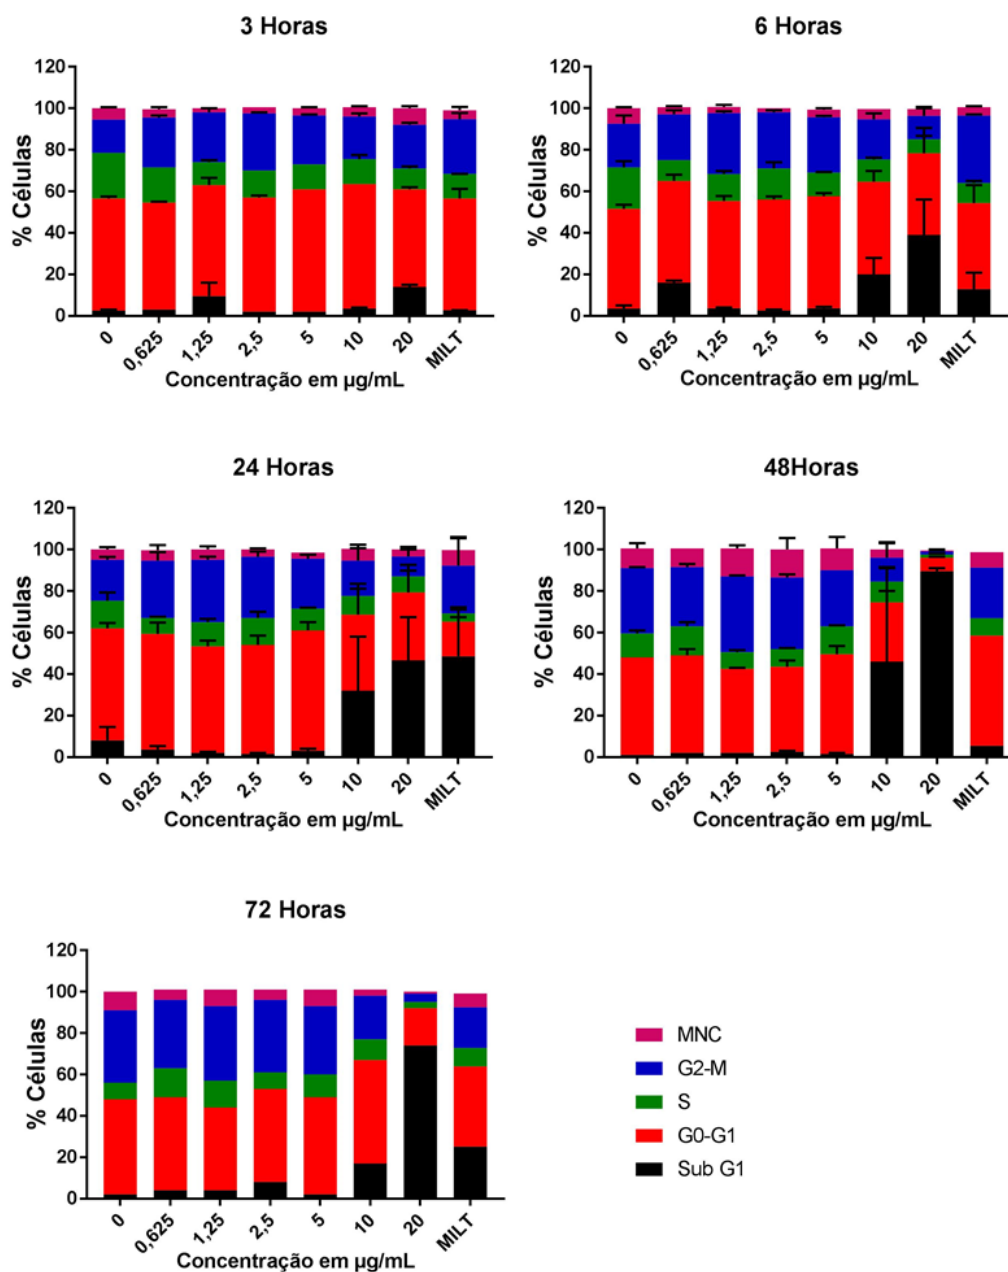 3 Horas
120
100
80
60
40
20
0
% Células
0
0,625
1,25
2,5
5
10
20
MILT
Concentração em µg/mL
6 Horas
120
100
80
60
40
20
0
% Células
0
0,625
1,25
2,5
5
10
20
MILT
Concentração em µg/mL
24 Horas
120
100
80
60
40
20
0
% Células
0
0,625
1,25
2,5
5
10
20
MILT
Concentração em µg/mL
48Horas
120
100
80
60
40
20
0
% Células
0
0,625
1,25
2,5
5
10
20
MILT
Concentração em µg/mL
72 Horas
120
100
80
60
40
20
0
% Células
0
0,625
1,25
2,5
5
10
20
MILT
Concentração em µg/mL
MNC
G2-M
S
G0-G1
Sub G1